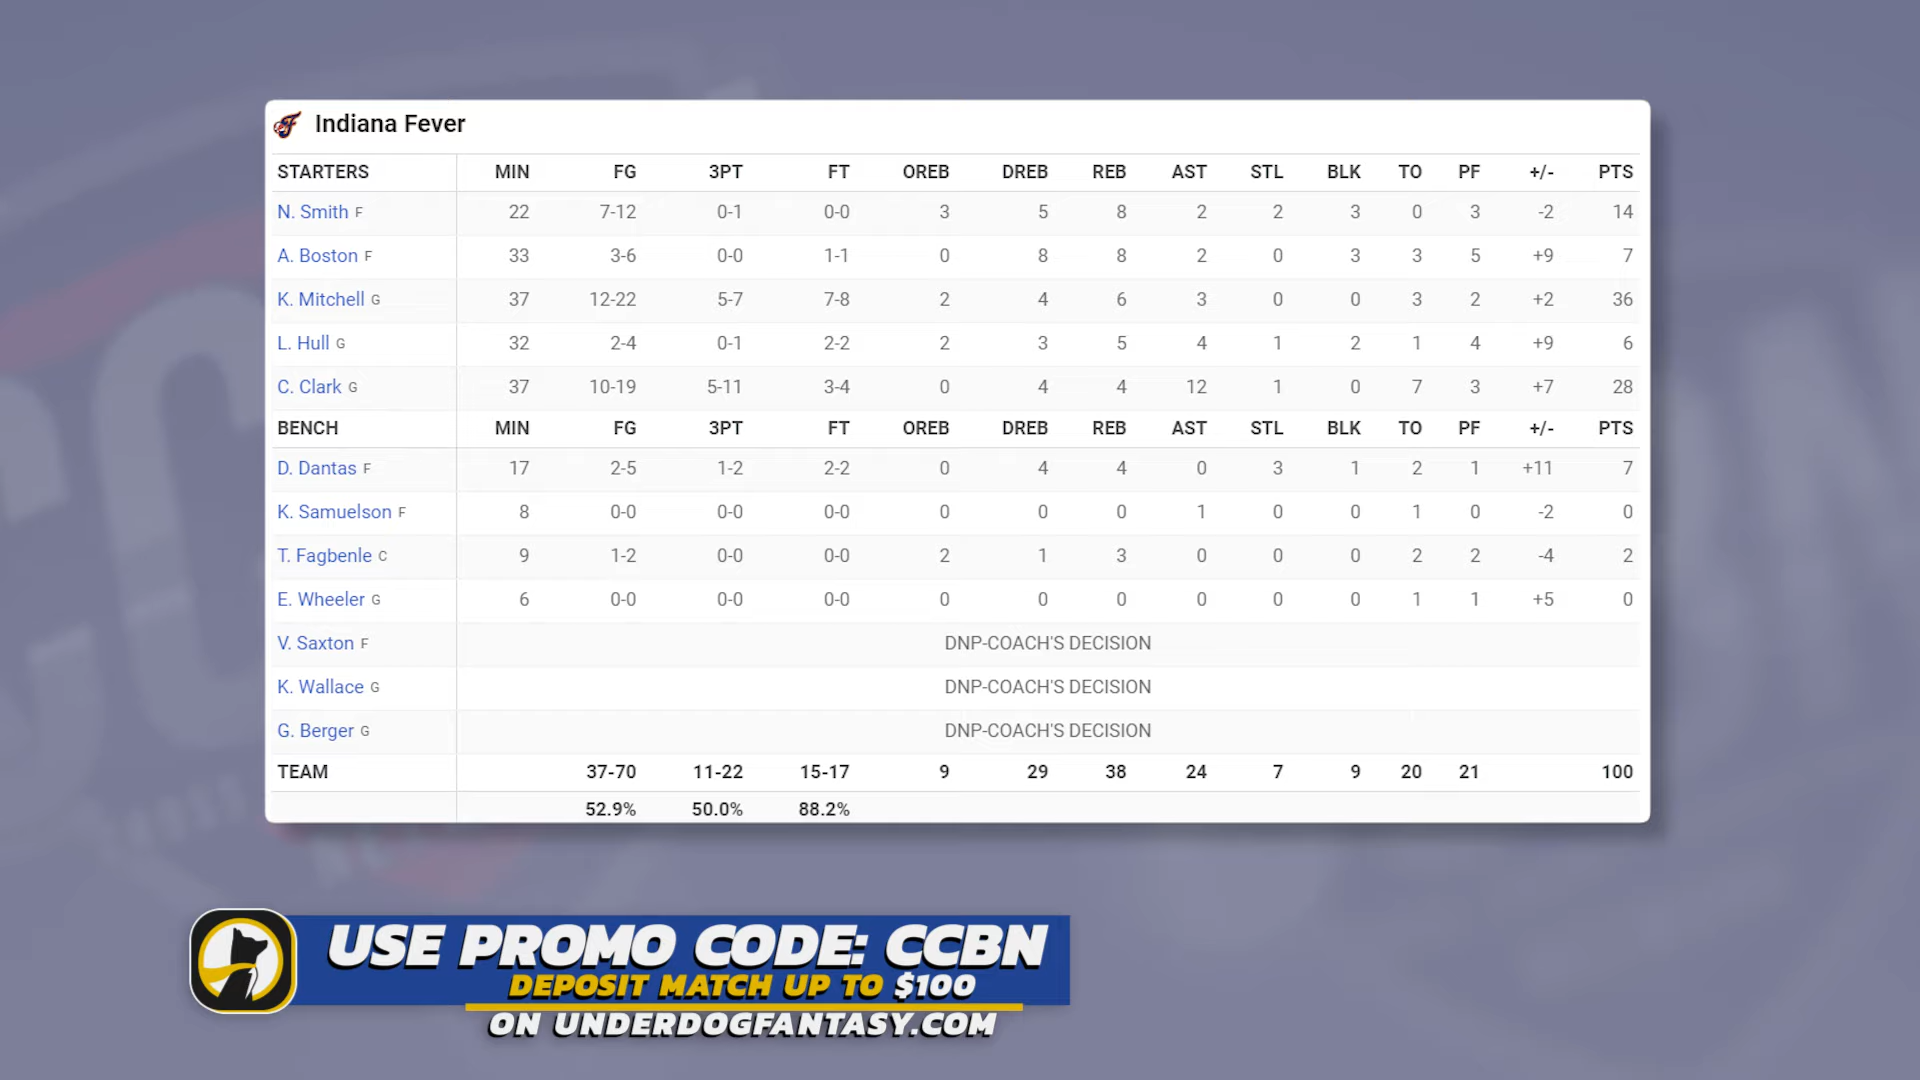 Indiana Fever
STARTERS MIN FG 3PT FT OREB DREB REB AST STL BLK TO PF +/- PTS
N. Smith F 22 7-12 0-1 0-0 3 5 8 2 2 3 0 3 -2 14
A. Boston F 33 3-6 0-0 1-1 0 8 8 2 0 3 3 5 +9 7
K. Mitchell G 37 12-22 5-7 7-8 2 4 6 3 0 0 3 2 +2 36
L. Hull G 32 2-4 0-1 2-2 2 3 5 4 1 2 1 4 +9 6
C. Clark G 37 10-19 5-11 3-4 0 4 4 12 1 0 7 3 +7 28
BENCH MIN FG 3PT FT OREB DREB REB AST STL BLK TO PF +/- PTS
D. Dantas F 17 2-5 1-2 2-2 0 4 4 0 3 1 2 1 +11 7
K. Samuelson F 8 0-0 0-0 0-0 0 0 0 1 0 0 1 0 -2 0
T. Fagbenle C 9 1-2 0-0 0-0 2 1 3 0 0 0 2 2 -4 2
E. Wheeler G 6 0-0 0-0 0-0 0 0 0 0 0 0 1 1 +5 0
V. Saxton F DNP-COACH'S DECISION
K. Wallace G DNP-COACH'S DECISION
G. Berger G DNP-COACH'S DECISION
TEAM 37-70 11-22 15-17 9 29 38 24 7 9 20 21 100
52.9% 50.0% 88.2%
USE PROMO CODE: CCBN
DEPOSIT MATCH UP TO $100
ON UNDERDOGFANTASY.COM